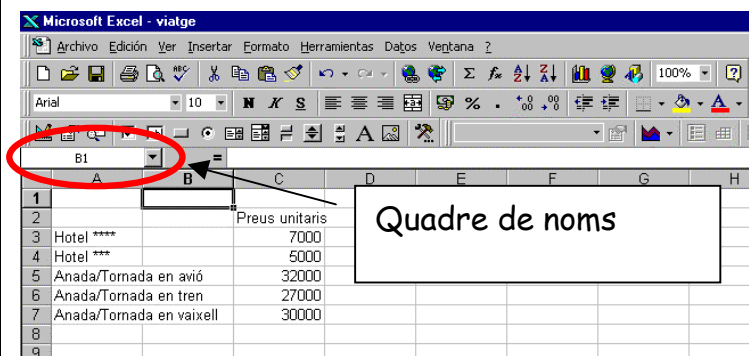 Microsoft Excel - viatge
Archivo Edición Ver Insertar Formato Herramientas Datos Ventana ?
100%
Arial 10 N K S
B1 =
A B C D E F G H
1
2 Preus unitaris
3 Hotel **** 7000
4 Hotel *** 5000
5 Anada/Tornada en avió 32000
6 Anada/Tornada en tren 27000
7 Anada/Tornada en vaixell 30000
8
9
Quadre de noms